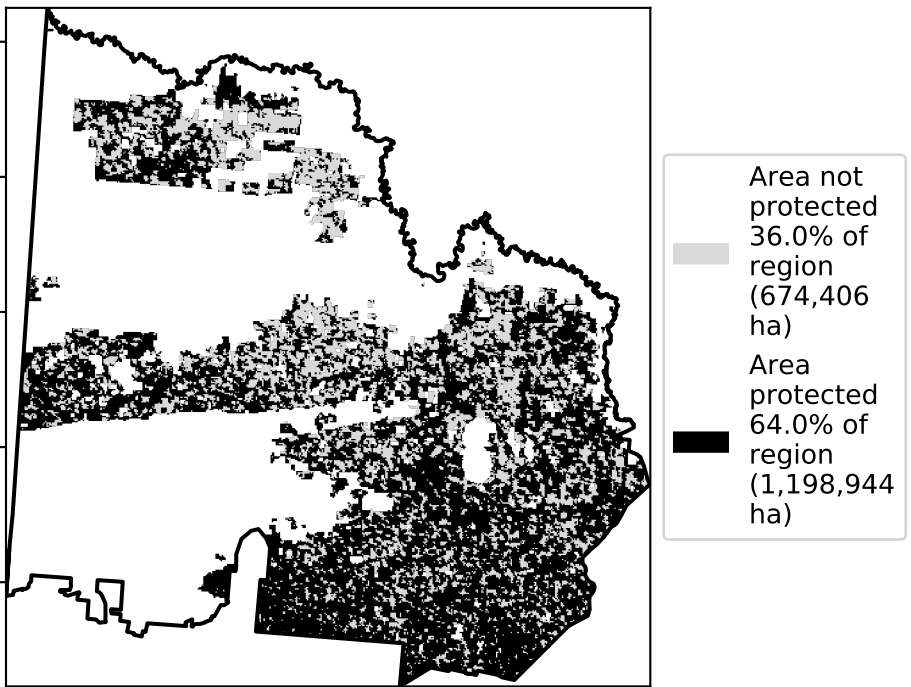 Area not
protected
36.0% of
region
(674,406
ha)
Area
protected
64.0% of
region
(1,198,944
ha)